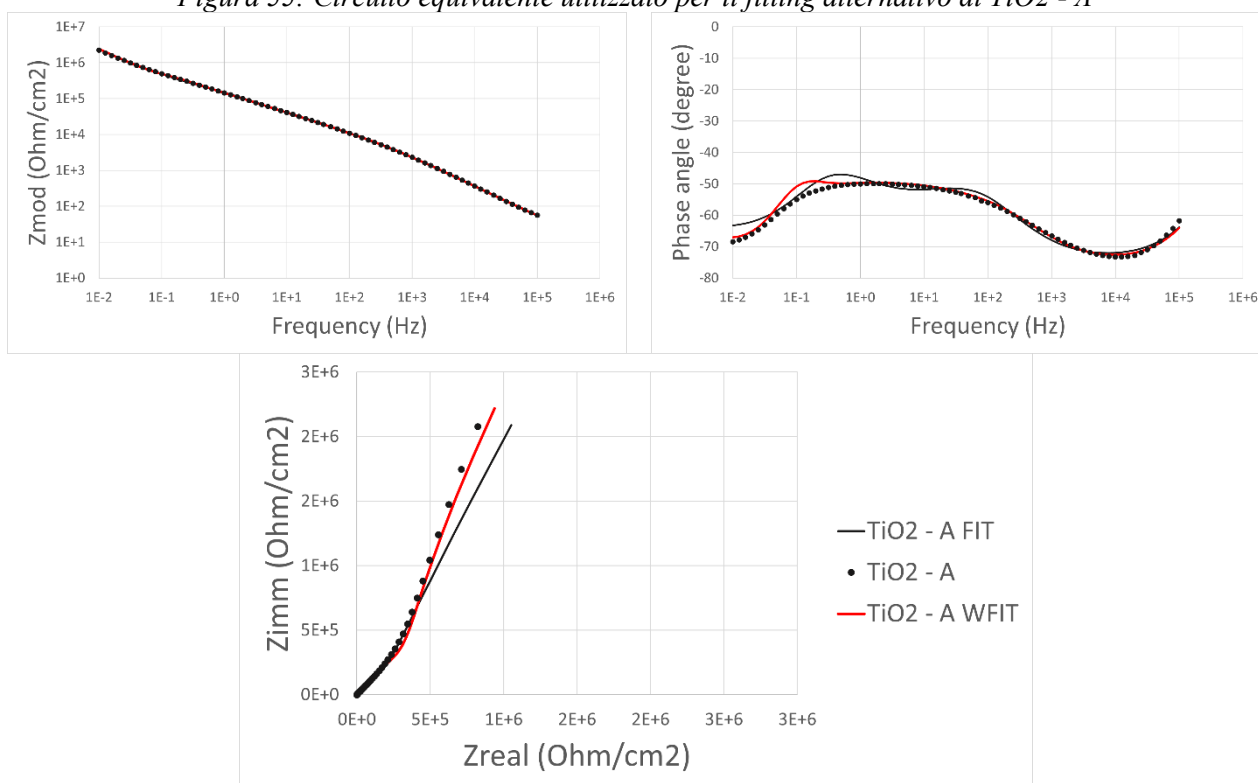 Figura Circuito equivalente utilizzato per il fitting alternativo di TiO2 - A
1E+7
1E+6
1E+5
1E+4
1E+3
1E+2
1E+1
1E+0
Zmod (Ohm/cm2)
1E-2 1E-1 1E+0 1E+1 1E+2 1E+3 1E+4 1E+5 1E+6
Frequency (Hz)
0
-10
-20
-30
-40
-50
-60
-70
-80
Phase angle (degree)
1E-2 1E-1 1E+0 1E+1 1E+2 1E+3 1E+4 1E+5 1E+6
Frequency (Hz)
3E+6
2E+6
2E+6
1E+6
5E+5
0E+0
Zimm (Ohm/cm2)
0E+0 5E+5 1E+6 2E+6 2E+6 3E+6 3E+6
Zreal (Ohm/cm2)
TiO2 - A FIT
TiO2 - A
TiO2 - A WFIT